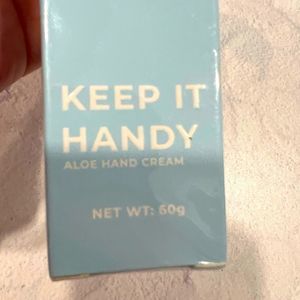 KEEP IT
HANDY
ALOE HAND CREAM
NET WT: 60g